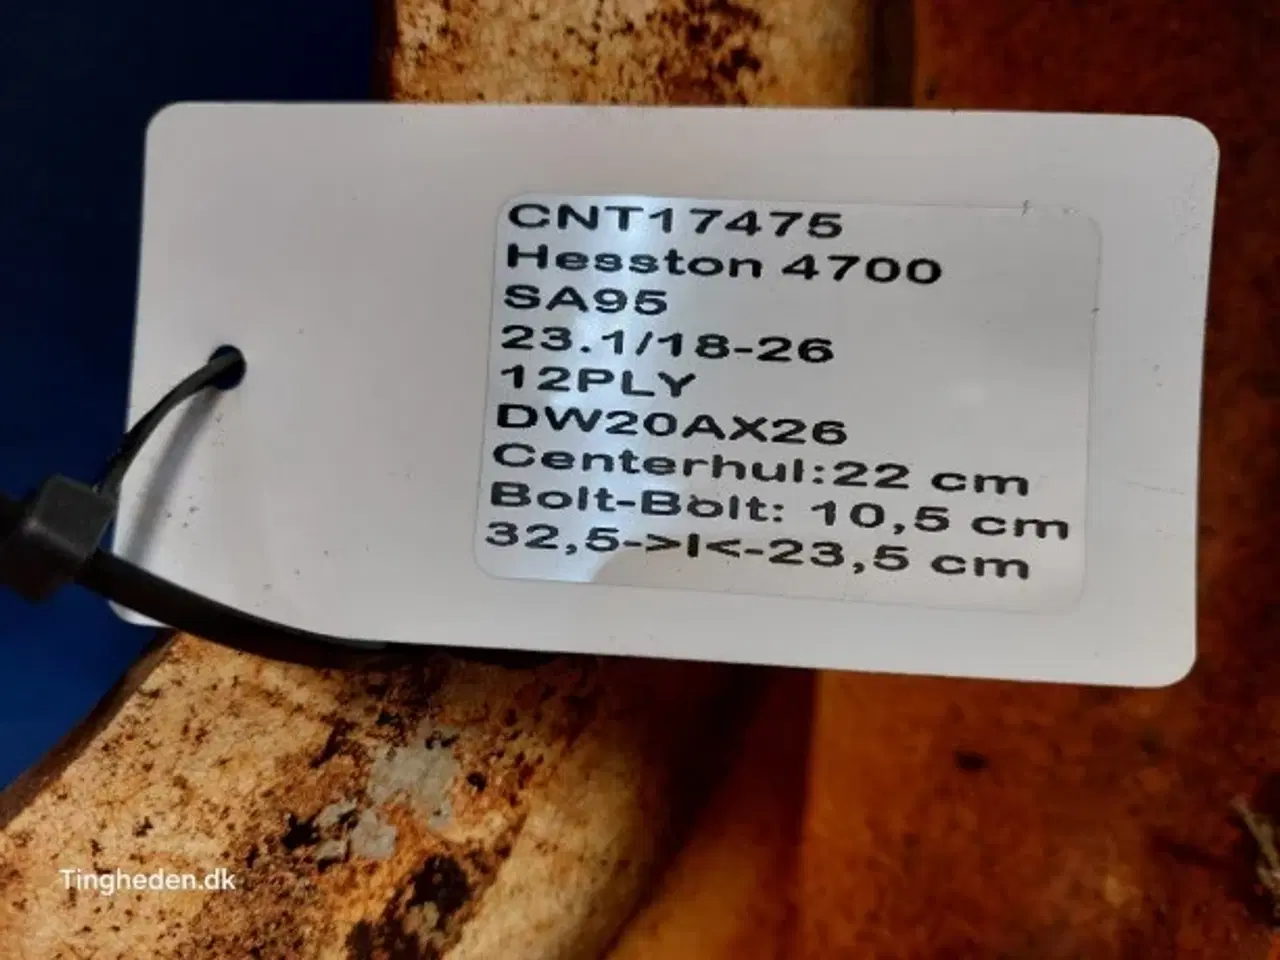 CNT17475
Hesston 4700
SA95
23.1/18-26
12PLY
DW20AX26
Centerhul:22 cm
Bolt-Bolt: 10,5 cm
32,5->I<-23,5 cm
Tingheden.dk